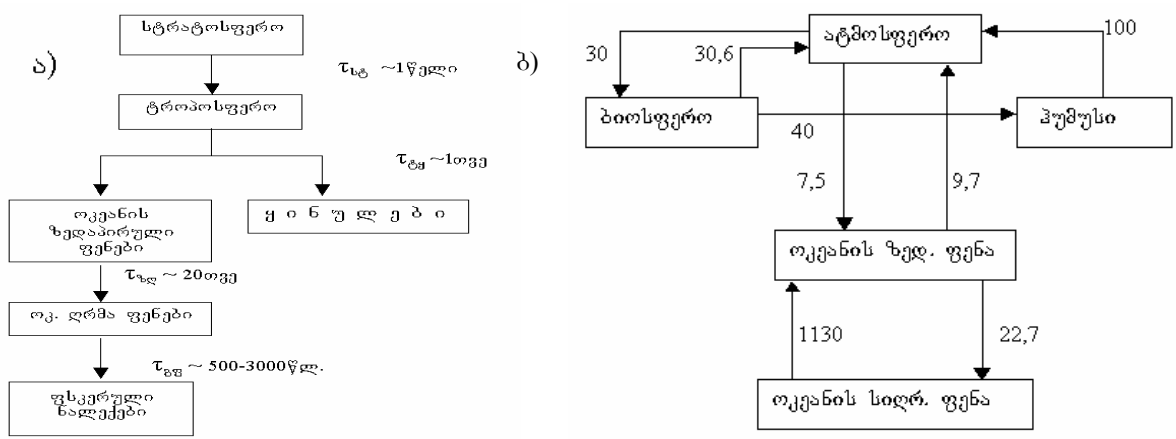 ა)
სტრატოსფერო
τსტ ~1წელი
ტროპოსფერო
τტყ ~1თვე
ოკეანის
ზედაპირული
ფენები
ყინულები
τზღ ~ 20თვე
ოკ. ღრმა ფენები
τგფ ~ 500-3000წლ.
ფსკერული
ნალექები
ბ)
ატმოსფერო
100
30
30,6
ბიოსფერო
ჰუმუსი
40
7,5
9,7
ოკეანის ზედ. ფენა
1130
22,7
ოკეანის სიღრ. ფენა